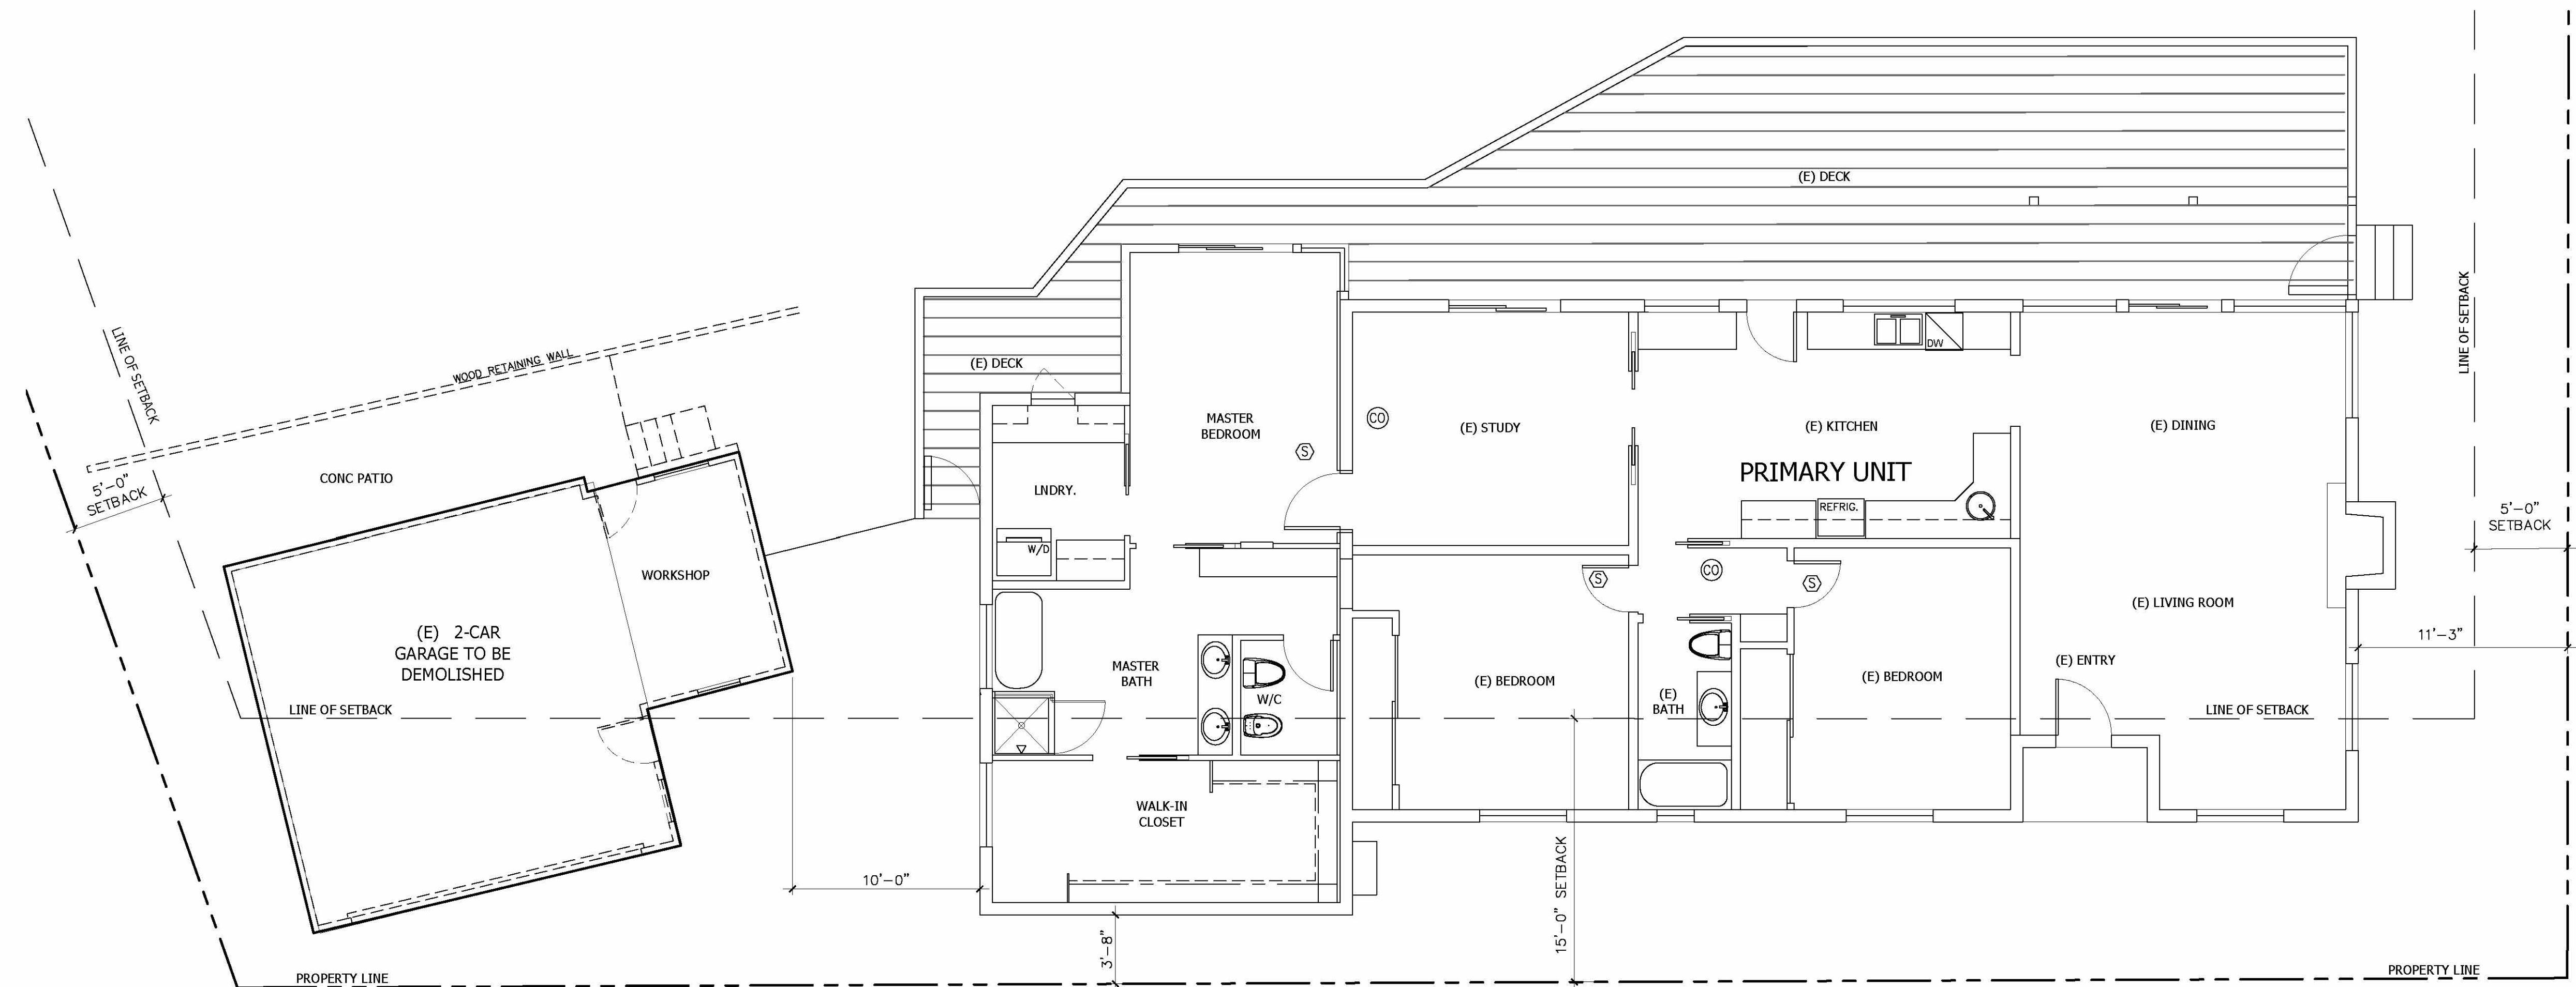 (E) DECK
LINE OF SETBACK
LINE OF SETBACK
WOOD RETAINING WALL
(E) DECK
CONC PATIO
5'-0"
SETBACK
MASTER
BEDROOM
S
CO
(E) STUDY
DW
(E) KITCHEN
(E) DINING
PRIMARY UNIT
LNDRY.
REFRIG.
5'-0"
SETBACK
W/D
WORKSHOP
S
CO
S
(E) LIVING ROOM
(E) 2-CAR
GARAGE TO BE
DEMOLISHED
11'-3"
MASTER
BATH
(E) ENTRY
(E) BEDROOM
(E) BEDROOM
W/C
(E)
BATH
LINE OF SETBACK
LINE OF SETBACK
WALK-IN
CLOSET
10'-0"
15'-0" SETBACK
3'-8"
PROPERTY LINE
PROPERTY LINE